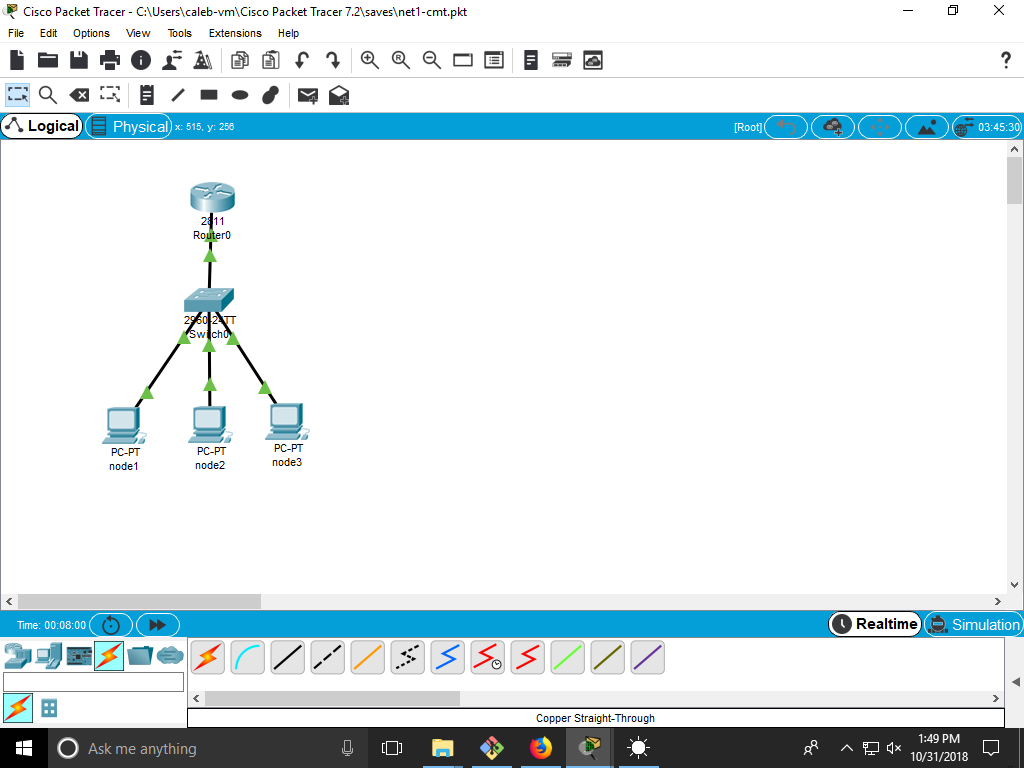 Cisco Packet Tracer - C:\Users\caleb-vm\Cisco Packet Tracer 7.2\saves\net1-cmt.pkt
File Edit Options View Tools Extensions Help
Logical Physical x: 515, y: 256 [Root] 03:45:30
2811
Router0
2960-24TT
Switch0
PC-PT
node1
PC-PT
node2
PC-PT
node3
Time: 00:08:00 Realtime Simulation
Copper Straight-Through
Ask me anything
1:49 PM
10/31/2018